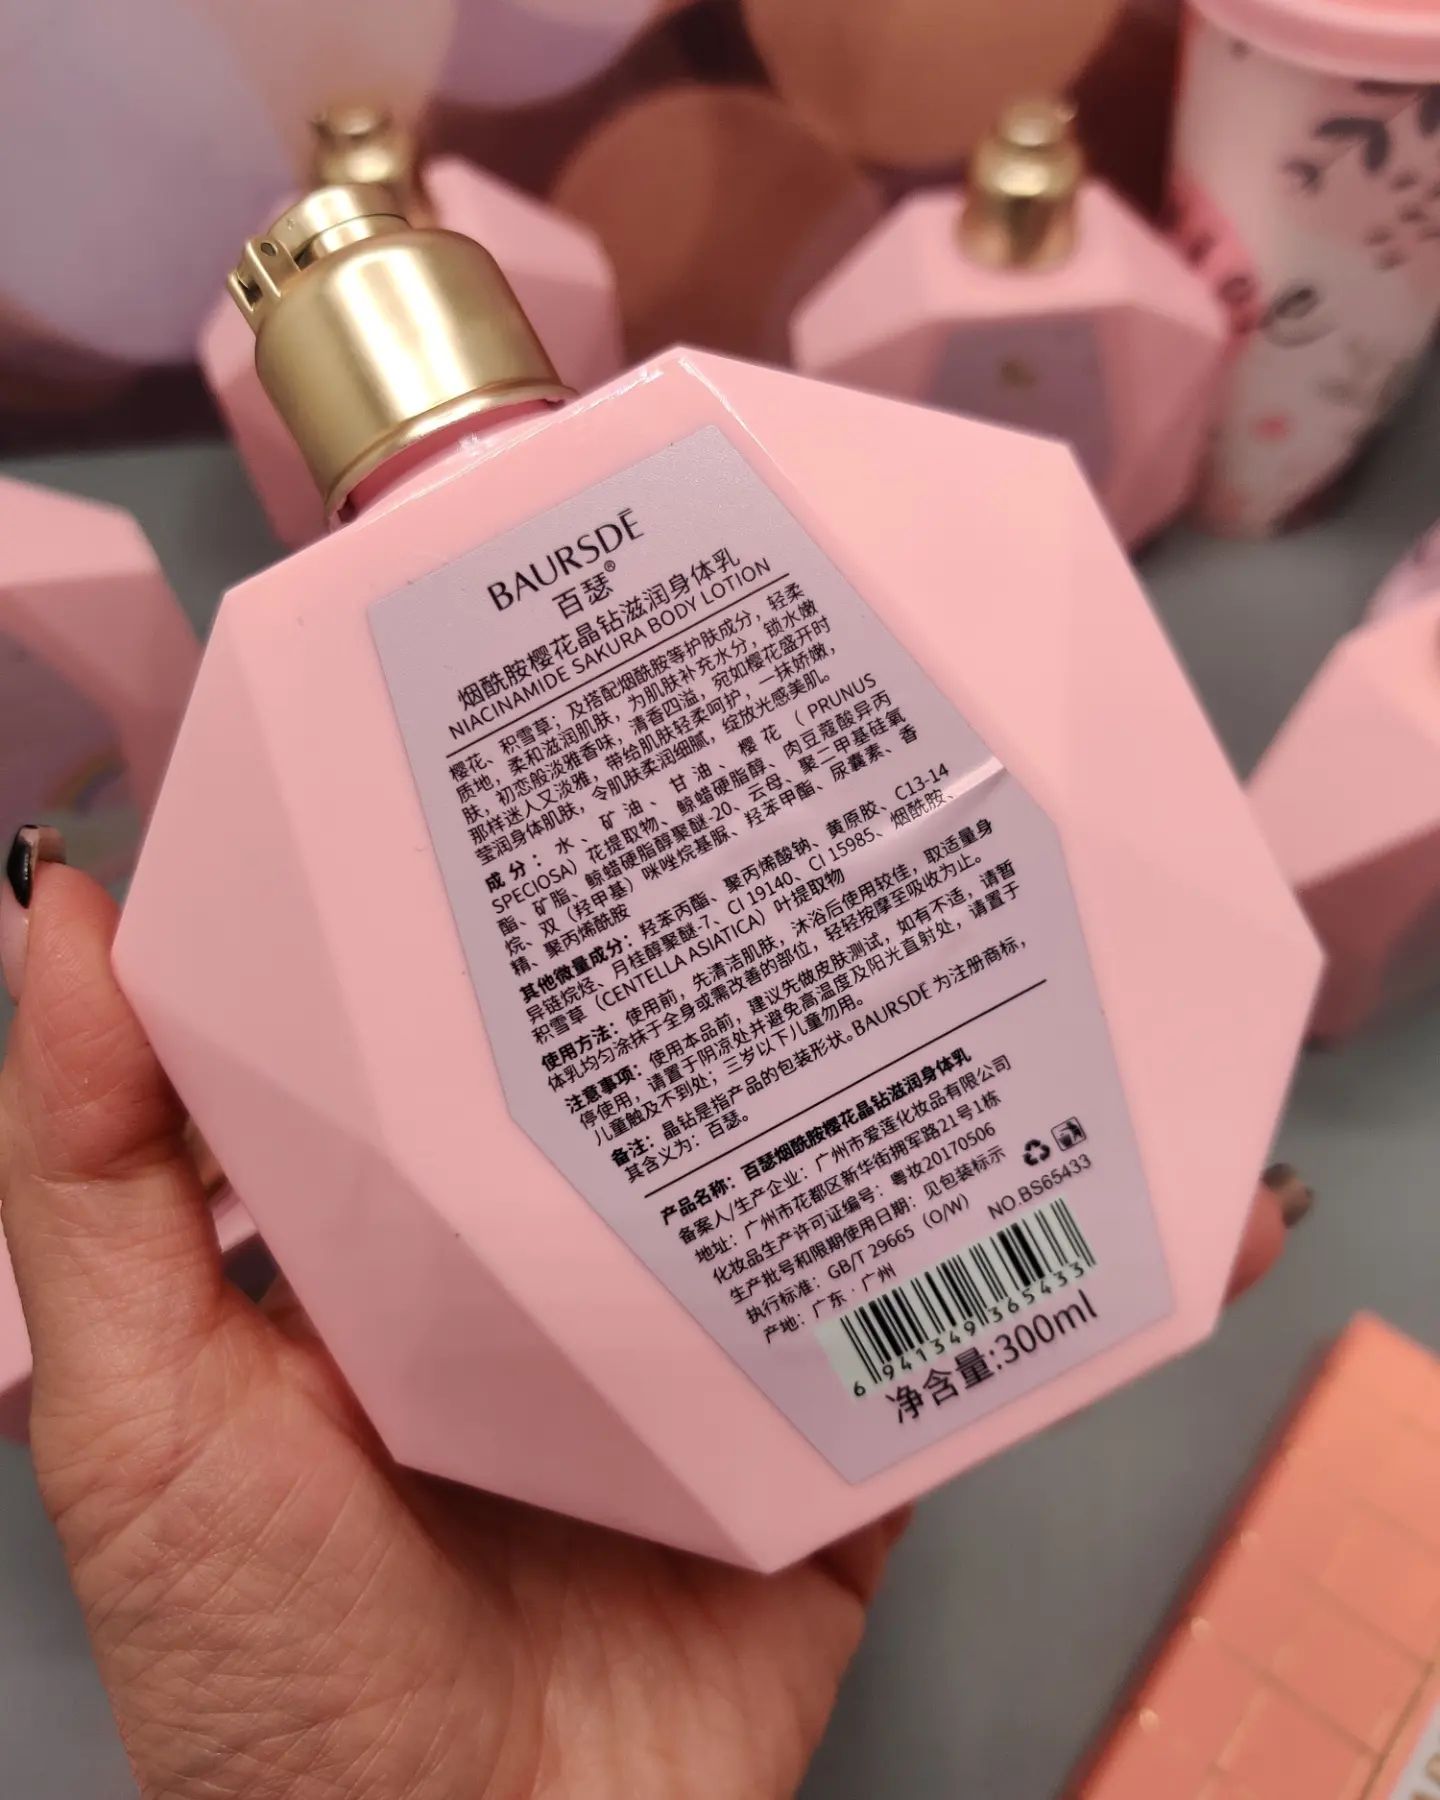 BAURSDĒ
百瑟®
烟酰胺樱花晶钻滋润身体乳
NIACINAMIDE SAKURA BODY LOTION
樱花、积雪草；及搭配烟酰胺等护肤成分，轻柔
质地，柔和滋润肌肤，为肌肤补充水分，锁水嫩
肤，初恋般淡雅香味，清香四溢，宛如樱花盛开时
那样迷人又淡雅，带给肌肤轻柔呵护，一抹娇嫩，
莹润身体肌肤，令肌肤柔润细腻，绽放光感美肌。
成分：水、矿油、甘油、樱花（PRUNUS
SPECIOSA）花提取物、鲸蜡硬脂醇、肉豆蔻酸异丙
酯、矿脂、鲸蜡硬脂醇聚醚-20、云母、聚二甲基硅氧
烷、双（羟甲基）咪唑烷基脲、羟苯甲酯、尿囊素、香
精、聚丙烯酰胺
其他微量成分：羟苯丙酯、聚丙烯酸钠、黄原胶、C13-14
异链烷烃、月桂醇聚醚-7、CI 19140、CI 15985、烟酰胺、
积雪草（CENTELLA ASIATICA）叶提取物
使用方法：使用前，先清洁肌肤，沐浴后使用较佳，取适量身
体乳均匀涂抹于全身或需改善的部位，轻轻按摩至吸收为止。
注意事项：使用本品前，建议先做皮肤测试，如有不适，请暂
停使用，请置于阴凉处并避免高温度及阳光直射处，请置于
儿童触及不到处；三岁以下儿童勿用。
备注：晶钻是指产品的包装形状。BAURSDĒ 为注册商标，
其含义为：百瑟。
产品名称：百瑟烟酰胺樱花晶钻滋润身体乳
备案人/生产企业：广州市爱莲化妆品有限公司
地址：广州市花都区新华街拥军路21号1栋
化妆品生产许可证编号：粤妆20170506
生产批号和限期使用日期：见包装标示
执行标准：GB/T 29665（O/W）
产地：广东·广州
NO.BS65433
6 941349 365433
净含量:300ml